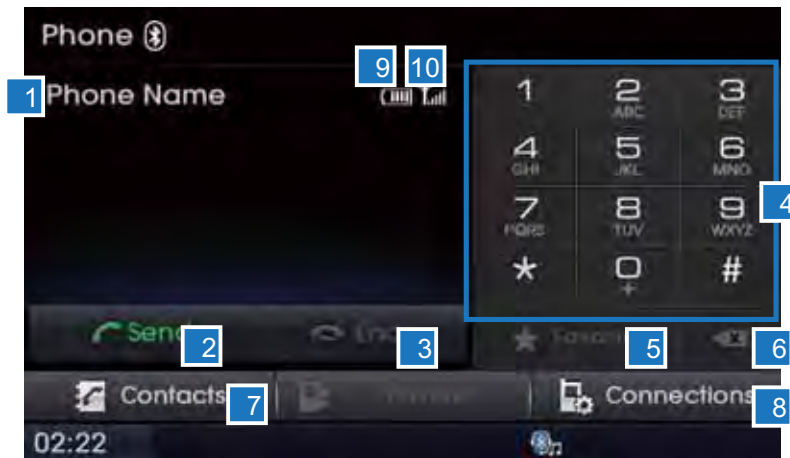 Phone
9 10
1 Phone Name
1 2 3
ABC DEF
4 5 6
GHI JKL MNO
4
7 8 9
PQRS TUV WXYZ
* 0 #
+
Send End
2 3 5 6
Contacts Connections
7 8
02:22